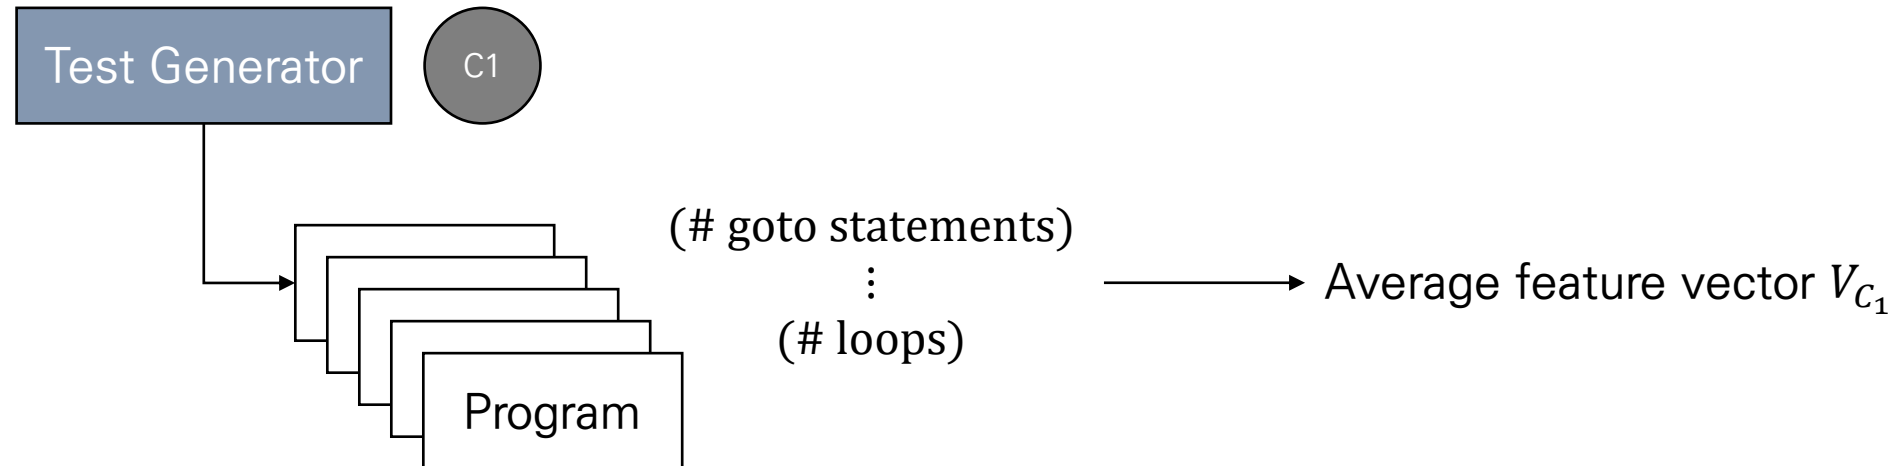 Test Generator
C1
(# goto statements)
⋮
(# loops)
Average feature vector V_{C_1}
Program